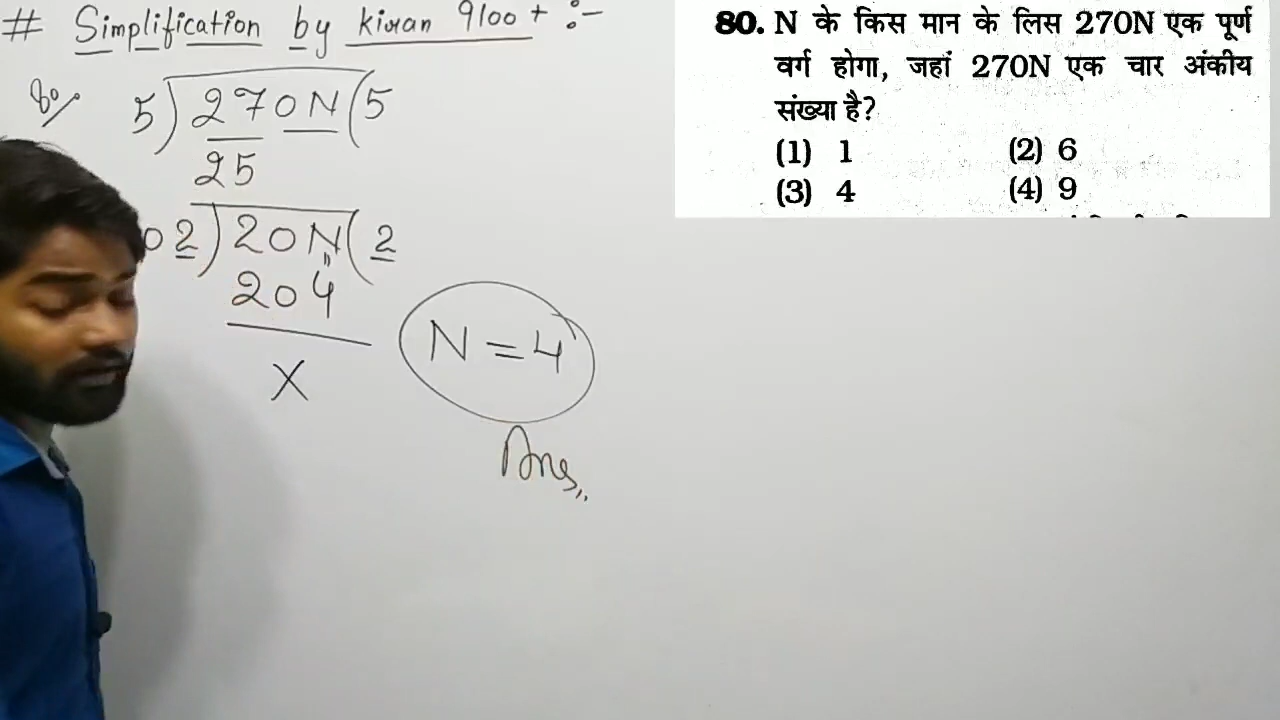 # Simplification by kiran 9100 + :-
80. N के किस मान के लिस 270N एक पूर्ण
वर्ग होगा, जहां 270N एक चार अंकीय
संख्या है?
(1) 1 (2) 6
(3) 4 (4) 9
80/
5) 270N (5
25
02) 20N (2
"
204
X
N = 4
Ans,,